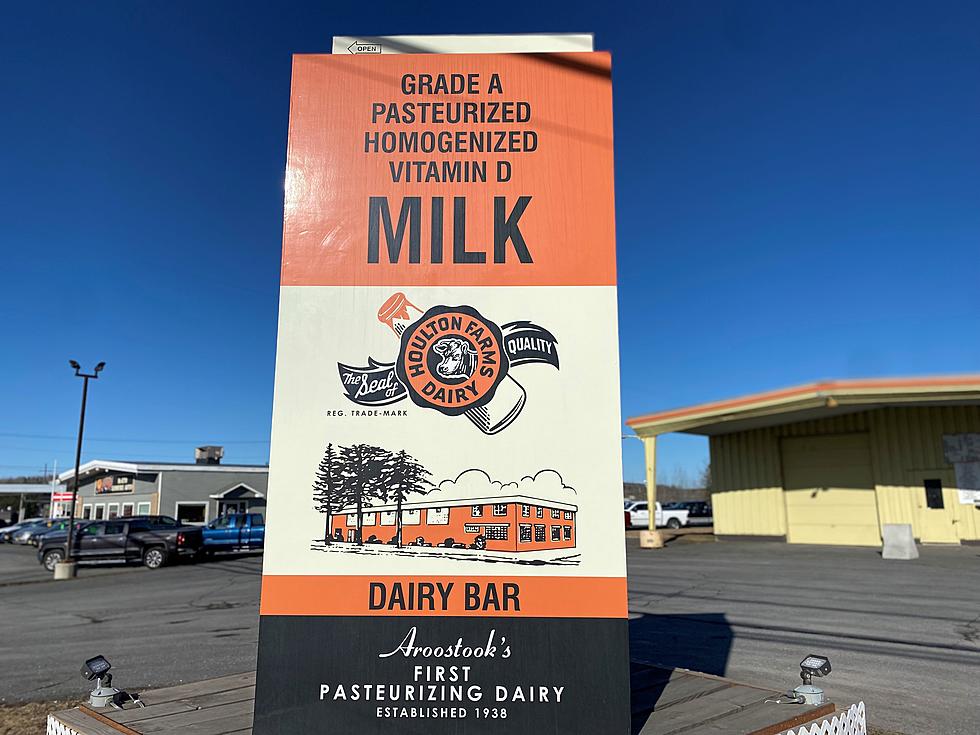 OPEN
GRADE A
PASTEURIZED
HOMOGENIZED
VITAMIN D
MILK
HOULTON FARMS
DAIRY
QUALITY
The Seal of
REG. TRADE-MARK
DAIRY BAR
Aroostook's
FIRST
PASTEURIZING DAIRY
ESTABLISHED 1938